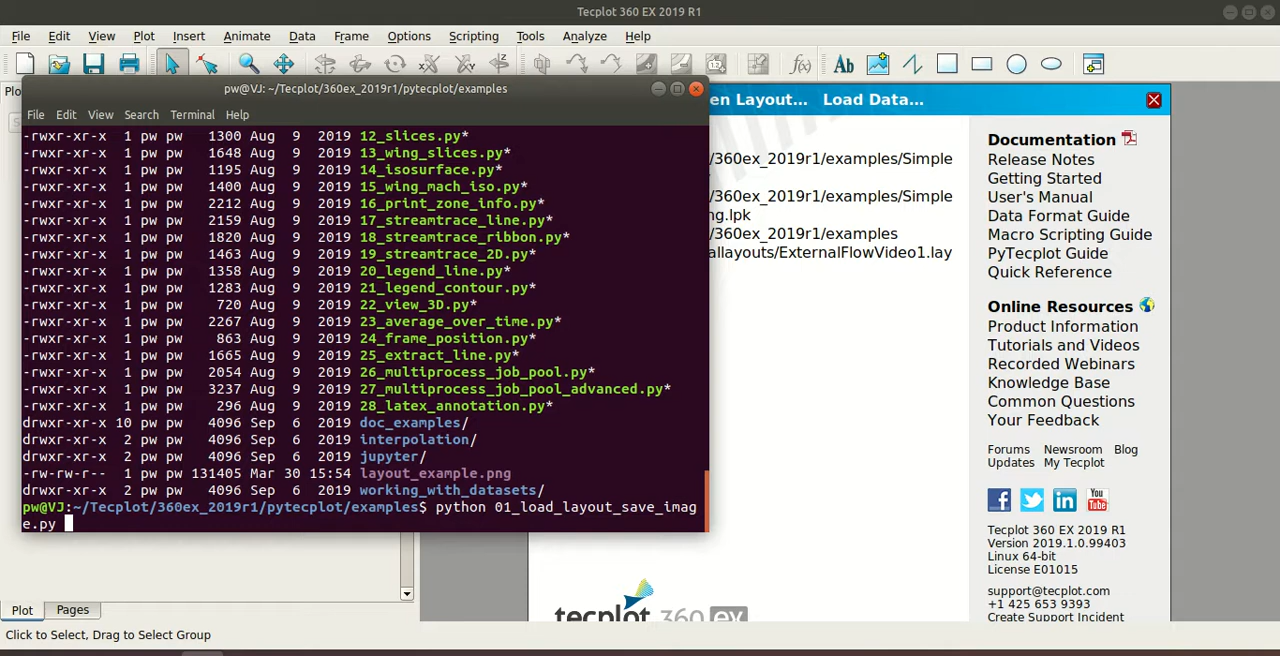 Tecplot 360 EX 2019 R1
File Edit View Plot Insert Animate Data Frame Options Scripting Tools Analyze Help
pw@VJ: ~/Tecplot/360ex_2019r1/pytecplot/examples
File Edit View Search Terminal Help
-rwxr-xr-x 1 pw pw 1300 Aug 9 2019 12_slices.py*
-rwxr-xr-x 1 pw pw 1648 Aug 9 2019 13_wing_slices.py*
-rwxr-xr-x 1 pw pw 1195 Aug 9 2019 14_isosurface.py*
-rwxr-xr-x 1 pw pw 1400 Aug 9 2019 15_wing_mach_iso.py*
-rwxr-xr-x 1 pw pw 2212 Aug 9 2019 16_print_zone_info.py*
-rwxr-xr-x 1 pw pw 2159 Aug 9 2019 17_streamtrace_line.py*
-rwxr-xr-x 1 pw pw 1820 Aug 9 2019 18_streamtrace_ribbon.py*
-rwxr-xr-x 1 pw pw 1463 Aug 9 2019 19_streamtrace_2D.py*
-rwxr-xr-x 1 pw pw 1358 Aug 9 2019 20_legend_line.py*
-rwxr-xr-x 1 pw pw 1283 Aug 9 2019 21_legend_contour.py*
-rwxr-xr-x 1 pw pw 720 Aug 9 2019 22_view_3D.py*
-rwxr-xr-x 1 pw pw 2267 Aug 9 2019 23_average_over_time.py*
-rwxr-xr-x 1 pw pw 863 Aug 9 2019 24_frame_position.py*
-rwxr-xr-x 1 pw pw 1665 Aug 9 2019 25_extract_line.py*
-rwxr-xr-x 1 pw pw 2054 Aug 9 2019 26_multiprocess_job_pool.py*
-rwxr-xr-x 1 pw pw 3237 Aug 9 2019 27_multiprocess_job_pool_advanced.py*
-rwxr-xr-x 1 pw pw 296 Aug 9 2019 28_latex_annotation.py*
drwxr-xr-x 10 pw pw 4096 Sep 6 2019 doc_examples/
drwxr-xr-x 2 pw pw 4096 Sep 6 2019 interpolation/
drwxr-xr-x 2 pw pw 4096 Sep 6 2019 jupyter/
-rw-rw-r-- 1 pw pw 131405 Mar 30 15:54 layout_example.png
drwxr-xr-x 2 pw pw 4096 Sep 6 2019 working_with_datasets/
pw@VJ:~/Tecplot/360ex_2019r1/pytecplot/examples$ python 01_load_layout_save_imag
e.py
en Layout... Load Data...
/360ex_2019r1/examples/Simple
/360ex_2019r1/examples/Simple
ng.lpk
/360ex_2019r1/examples
allayouts/ExternalFlowVideo1.lay
tecplot 360 ex
Documentation
Release Notes
Getting Started
User's Manual
Data Format Guide
Macro Scripting Guide
PyTecplot Guide
Quick Reference
Online Resources
Product Information
Tutorials and Videos
Recorded Webinars
Knowledge Base
Common Questions
Your Feedback
Forums Newsroom Blog
Updates My Tecplot
You Tube
Tecplot 360 EX 2019 R1
Version 2019.1.0.99403
Linux 64-bit
License E01015
support@tecplot.com
+1 425 653 9393
Create Support Incident
Plot Pages
Click to Select, Drag to Select Group